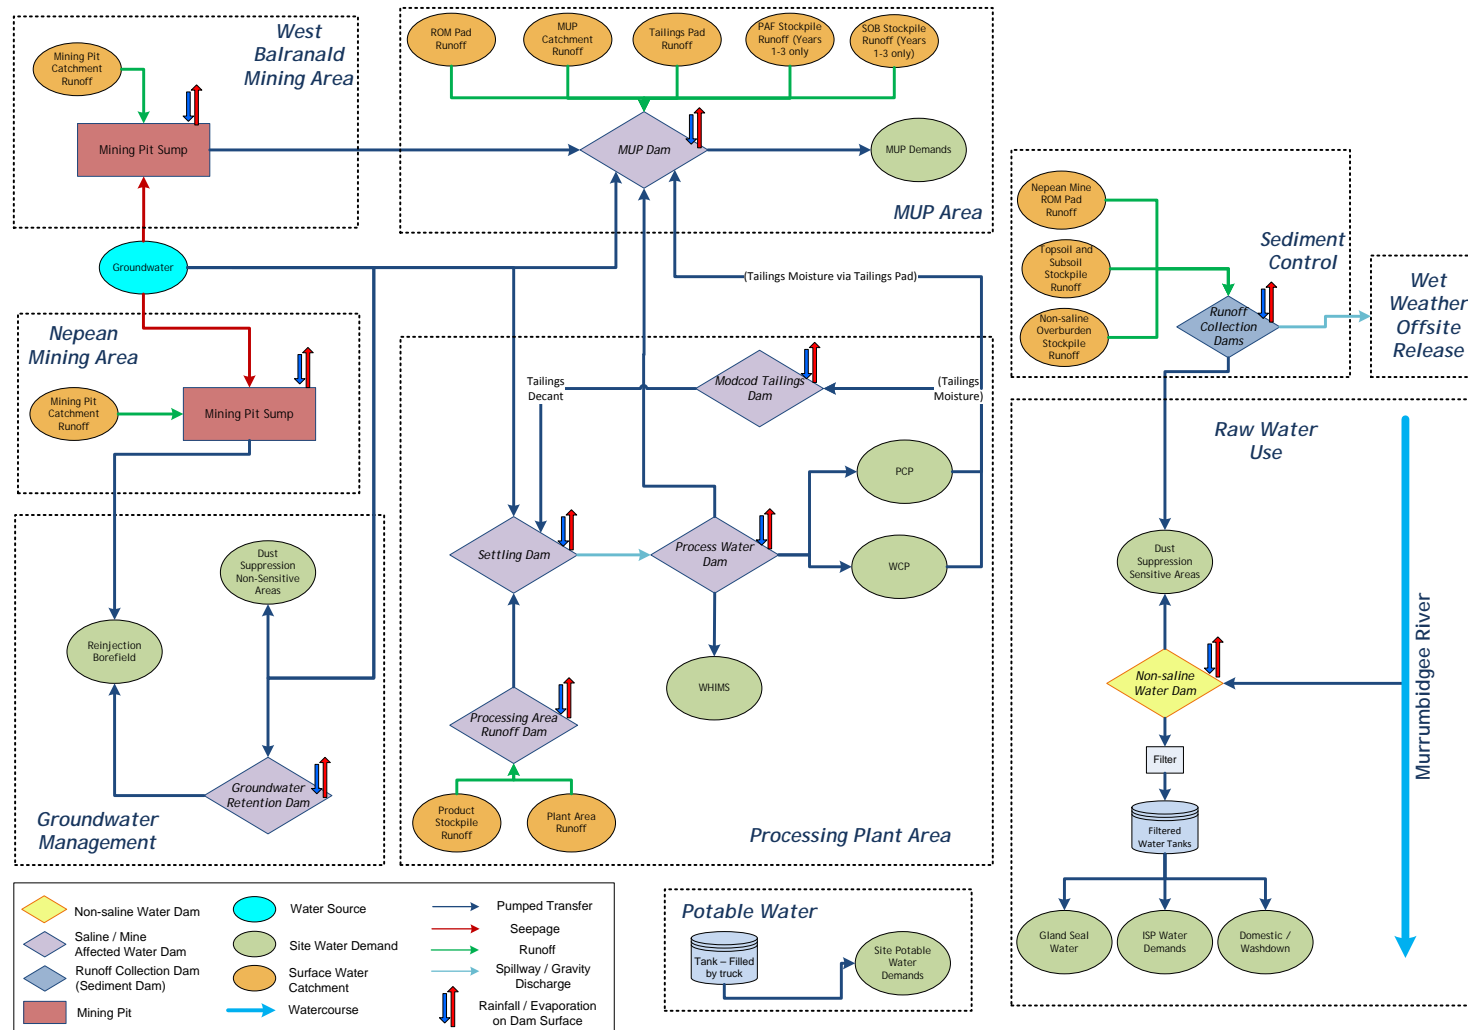 West
Balranald
Mining Area
Mining Pit
Catchment
Runoff
Mining Pit Sump
Groundwater
ROM Pad
Runoff
MUP
Catchment
Runoff
Tailings Pad
Runoff
PAF Stockpile
Runoff (Years
1-3 only)
SOB Stockpile
Runoff (Years
1-3 only)
MUP Dam
MUP Demands
MUP Area
Nepean
Mining Area
Mining Pit
Catchment
Runoff
Mining Pit Sump
Dust
Suppression
Non-Sensitive
Areas
Reinjection
Borefield
Groundwater
Retention Dam
Groundwater
Management
(Tailings Moisture via Tailings Pad)
Tailings
Decant
Modcod Tailings
Dam
(Tailings
Moisture)
PCP
Settling Dam
Process Water
Dam
WCP
WHIMS
Processing Area
Runoff Dam
Product
Stockpile
Runoff
Plant Area
Runoff
Processing Plant Area
Nepean Mine
ROM Pad
Runoff
Topsoil and
Subsoil
Stockpile
Runoff
Non-saline
Overburden
Stockpile
Runoff
Sediment
Control
Runoff
Collection
Dams
Wet
Weather
Offsite
Release
Raw Water
Use
Dust
Suppression
Sensitive Areas
Non-saline
Water Dam
Filter
Filtered
Water Tanks
Gland Seal
Water
ISP Water
Demands
Domestic /
Washdown
Murrumbidgee River
Potable Water
Tank – Filled
by truck
Site Potable
Water
Demands
Non-saline Water Dam
Saline / Mine
Affected Water Dam
Runoff Collection Dam
(Sediment Dam)
Mining Pit
Water Source
Site Water Demand
Surface Water
Catchment
Watercourse
Pumped Transfer
Seepage
Runoff
Spillway / Gravity
Discharge
Rainfall / Evaporation
on Dam Surface